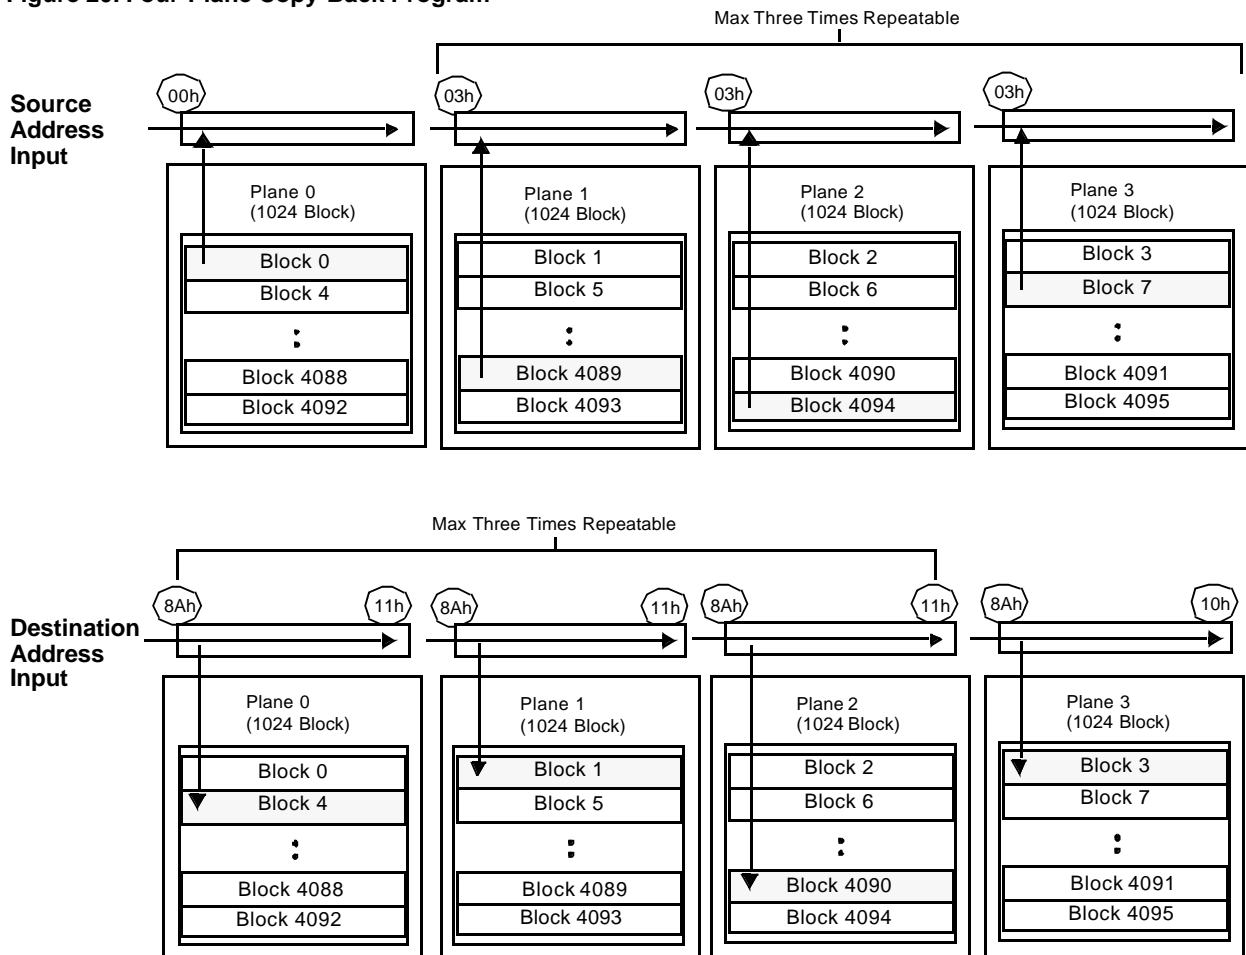 Figure 25. Four-Plane Copy-Back Program
Max Three Times Repeatable
Source
Address
Input
00h
03h
03h
03h
Plane 0
(1024 Block)
Block 0
Block 4
:
Block 4088
Block 4092
Plane 1
(1024 Block)
Block 1
Block 5
:
Block 4089
Block 4093
Plane 2
(1024 Block)
Block 2
Block 6
:
Block 4090
Block 4094
Plane 3
(1024 Block)
Block 3
Block 7
:
Block 4091
Block 4095
Max Three Times Repeatable
Destination
Address
Input
8Ah
11h
8Ah
11h
8Ah
11h
8Ah
10h
Plane 0
(1024 Block)
Block 0
Block 4
:
Block 4088
Block 4092
Plane 1
(1024 Block)
Block 1
Block 5
:
Block 4089
Block 4093
Plane 2
(1024 Block)
Block 2
Block 6
:
Block 4090
Block 4094
Plane 3
(1024 Block)
Block 3
Block 7
:
Block 4091
Block 4095